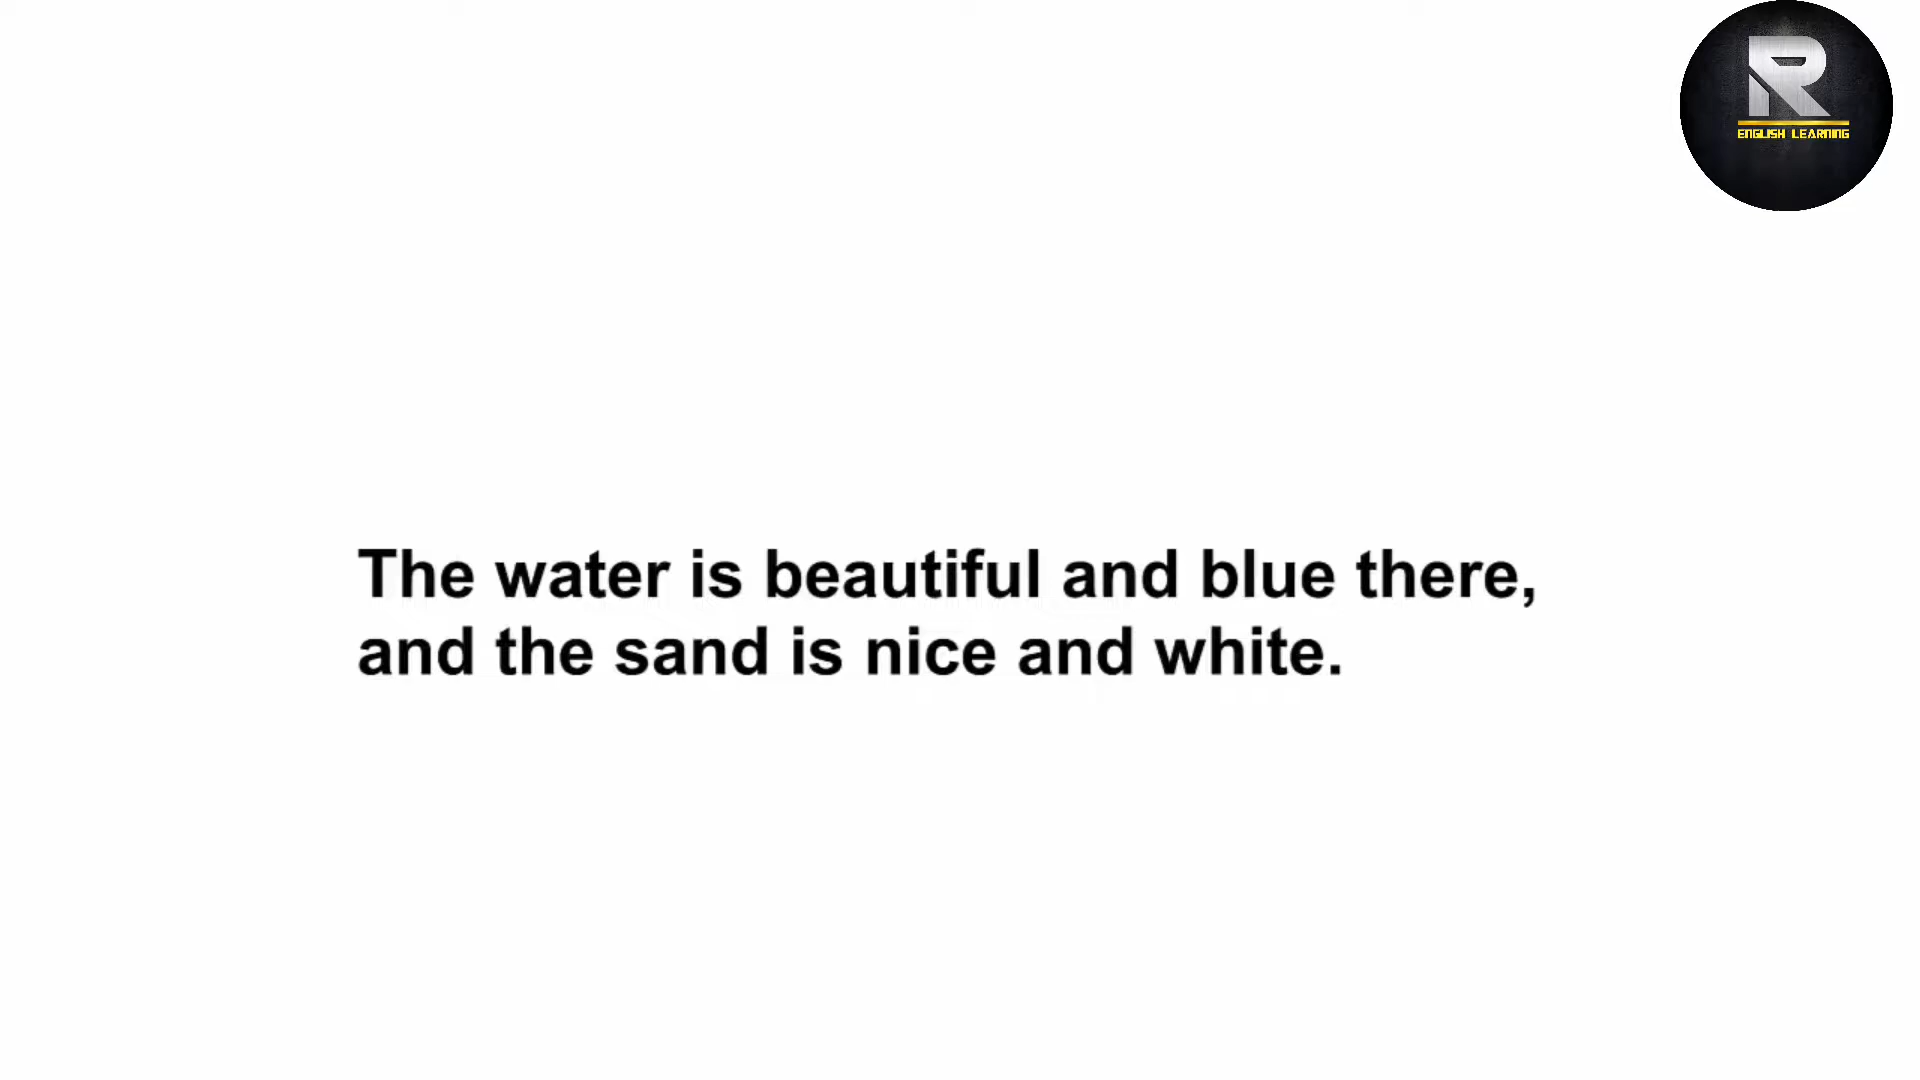 R
ENGLISH LEARNING
The water is beautiful and blue there,
and the sand is nice and white.